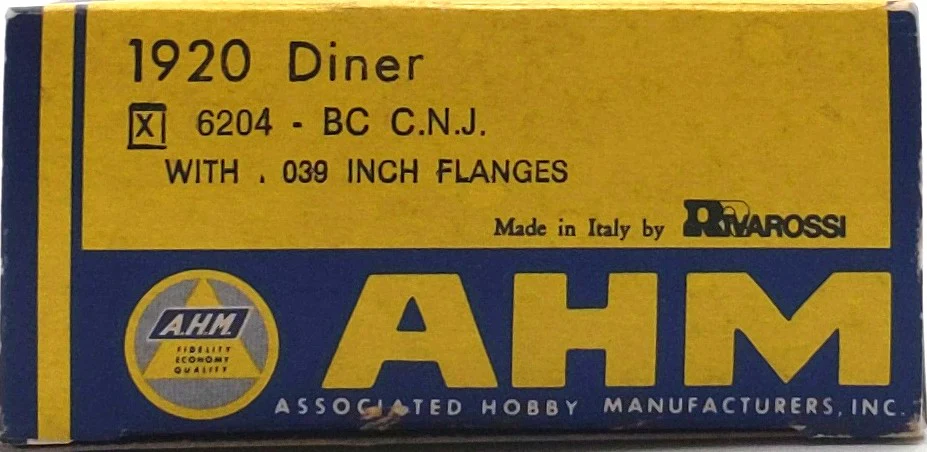 1920 Diner
X 6204 - BC C.N.J.
WITH . 039 INCH FLANGES
Made in Italy by RIVAROSSI
A.H.M.
FIDELITY
ECONOMY
QUALITY
AHM
ASSOCIATED HOBBY MANUFACTURERS, INC.